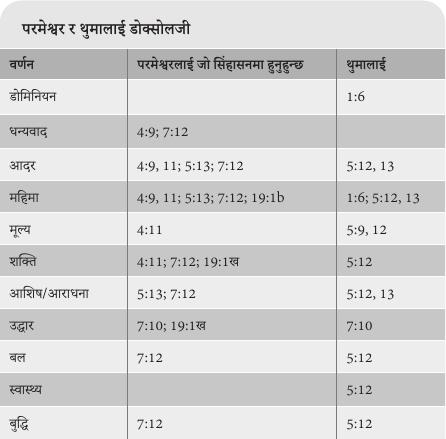 परमेश्वर र थुमालाई डोक्सोलजी
वर्णन परमेश्वरलाई जो सिंहासनमा हुनुहुन्छ थुमालाई
डोमिनियन 1:6
धन्यवाद 4:9; 7:12
आदर 4:9, 11; 5:13; 7:12 5:12, 13
महिमा 4:9, 11; 5:13; 7:12; 19:1b 1:6; 5:12, 13
मूल्य 4:11 5:9, 12
शक्ति 4:11; 7:12; 19:1ख 5:12
आशिष/आराधना 5:13; 7:12 5:12, 13
उद्धार 7:10; 19:1ख 7:10
बल 7:12 5:12
स्वास्थ्य 5:12
बुद्धि 7:12 5:12